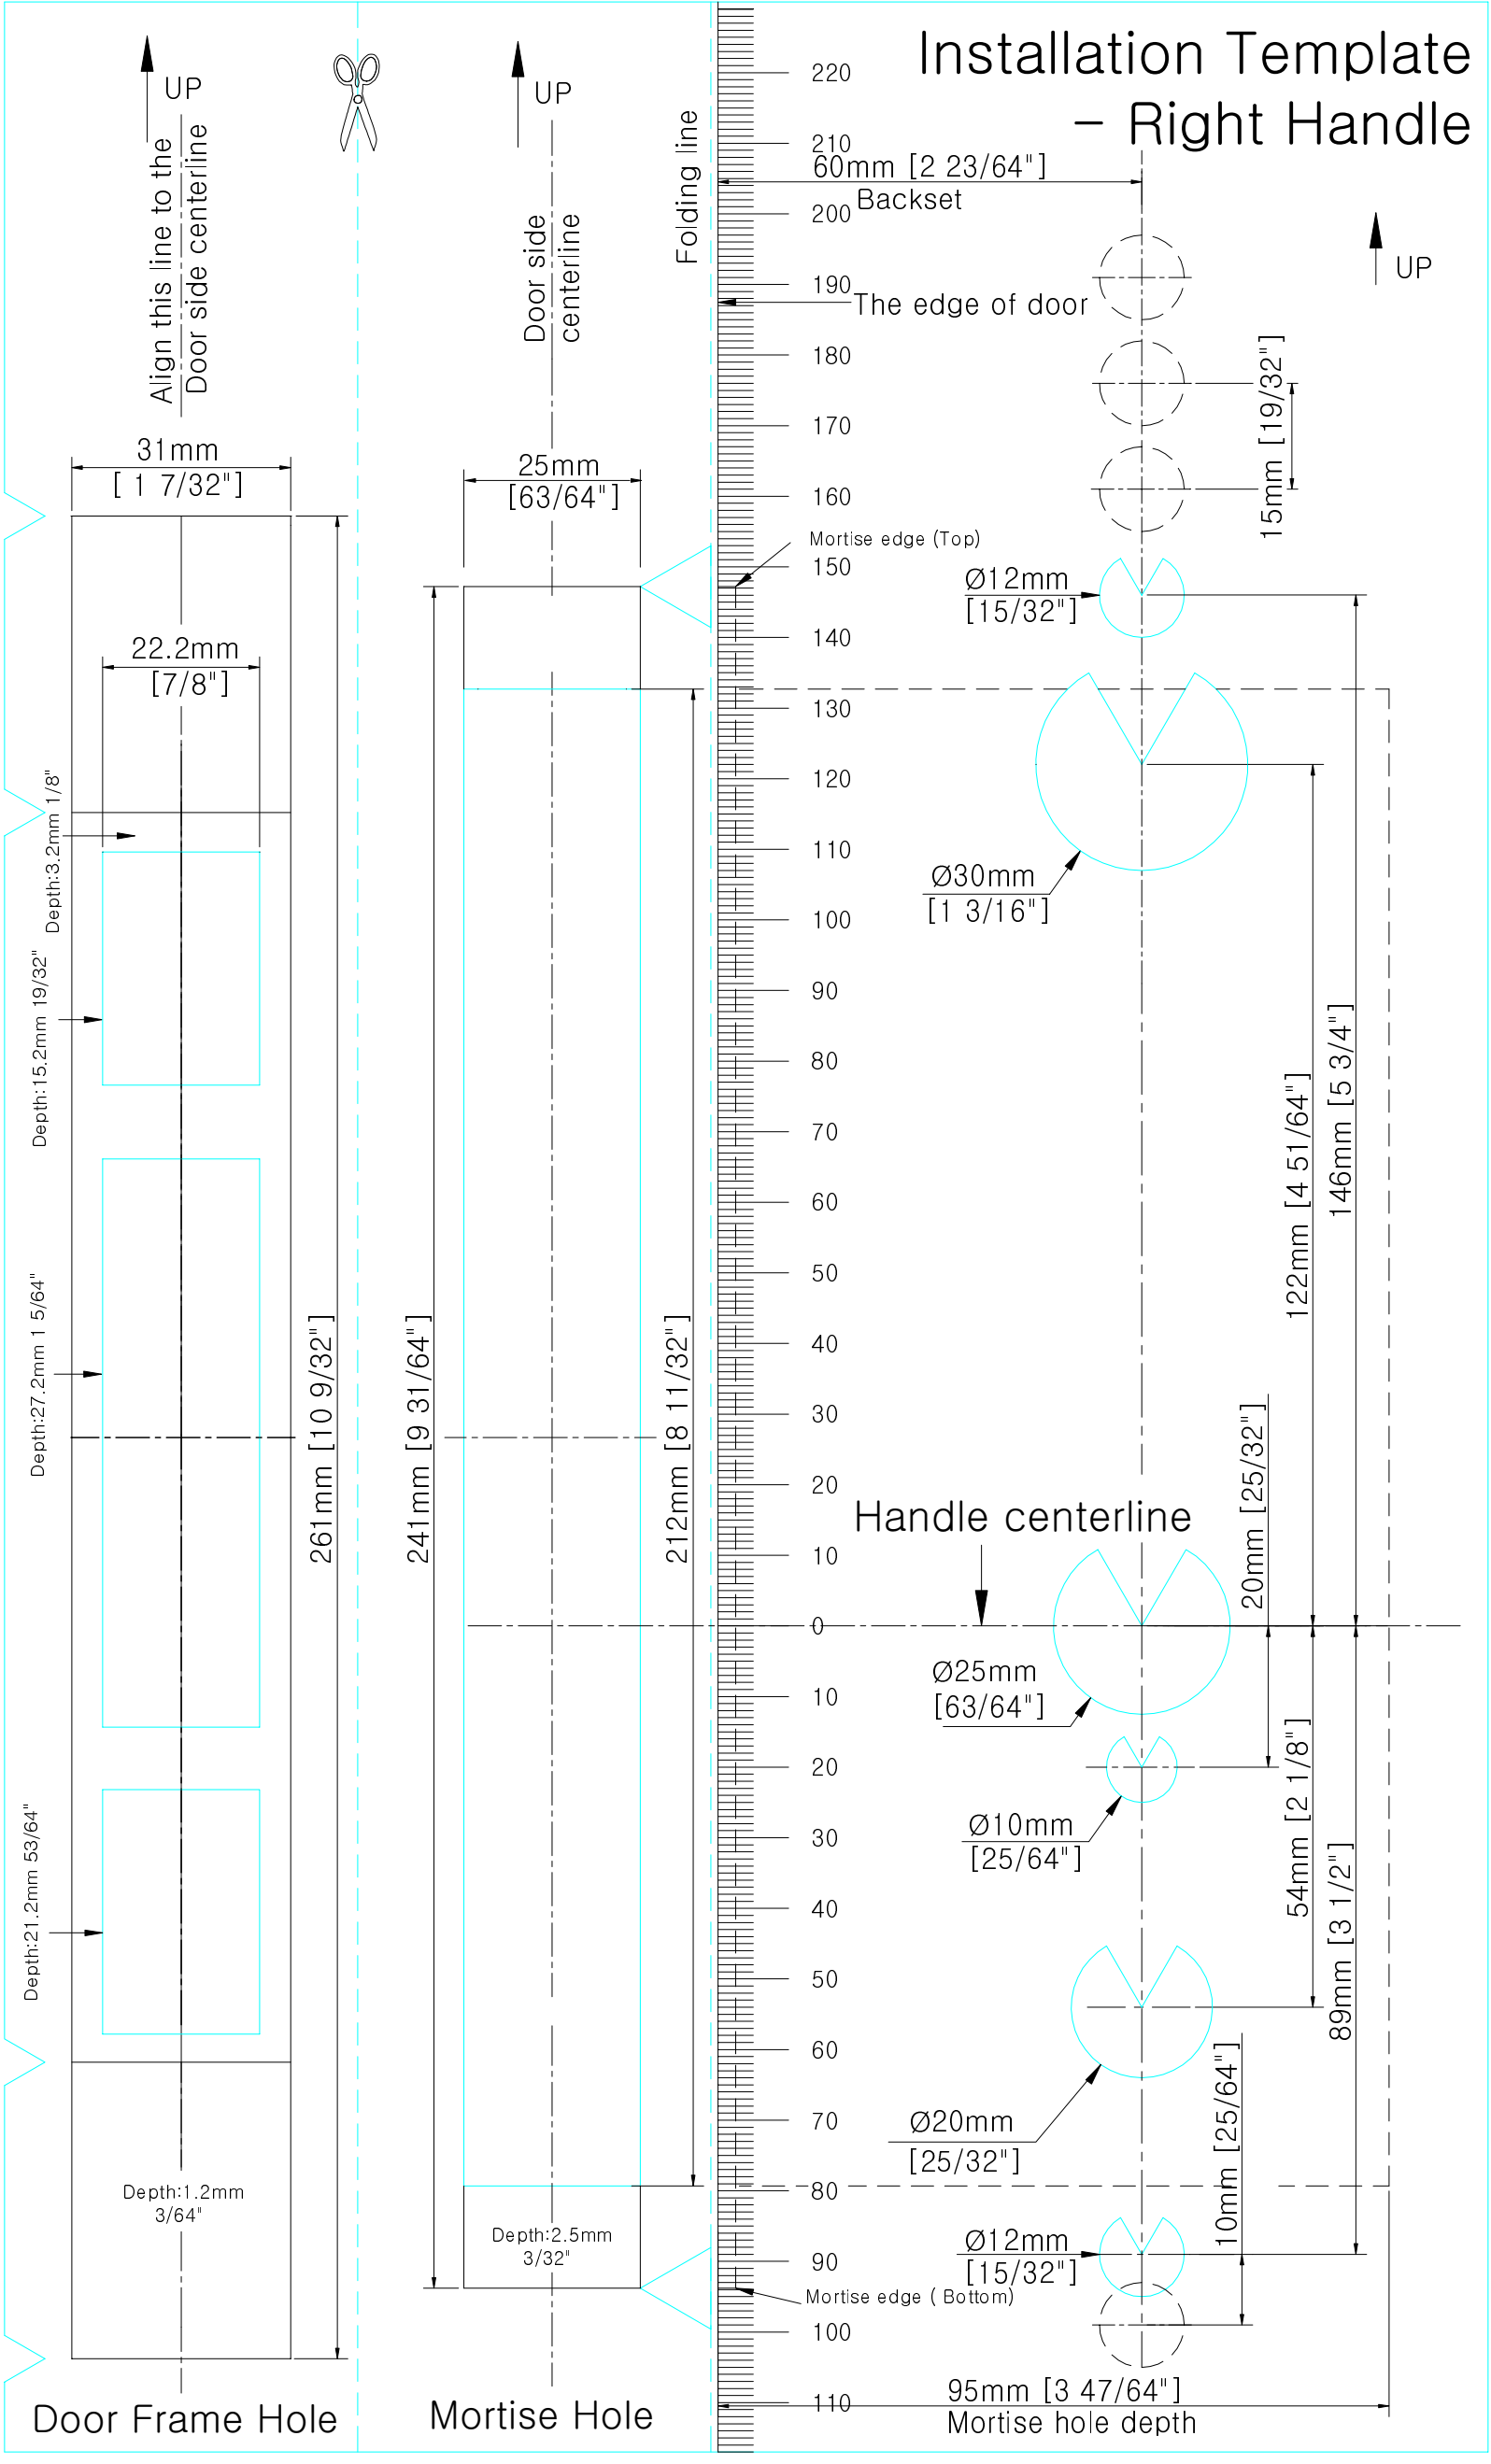 Installation Template
- Right Handle
UP
Align this line to the
Door side centerline
31mm
[ 1 7/32"]
22.2mm
[7/8"]
Depth:3.2mm 1/8"
Depth:15.2mm 19/32"
Depth:27.2mm 1 5/64"
Depth:21.2mm 53/64"
261mm [10 9/32"]
Depth:1.2mm
3/64"
Door Frame Hole
UP
Door side
centerline
25mm
[63/64"]
241mm [9 31/64"]
212mm [8 11/32"]
Depth:2.5mm
3/32"
Mortise Hole
Folding line
220
210
200
190
180
170
160
150
140
130
120
110
100
90
80
70
60
50
40
30
20
10
0
10
20
30
40
50
60
70
80
90
100
110
60mm [2 23/64"]
Backset
UP
The edge of door
15mm [19/32"]
Mortise edge (Top)
Ø12mm
[15/32"]
Ø30mm
[1 3/16"]
146mm [5 3/4"]
122mm [4 51/64"]
20mm [25/32"]
Handle centerline
Ø25mm
[63/64"]
Ø10mm
[25/64"]
54mm [2 1/8"]
89mm [3 1/2"]
Ø20mm
[25/32"]
10mm [25/64"]
Ø12mm
[15/32"]
Mortise edge ( Bottom)
95mm [3 47/64"]
Mortise hole depth